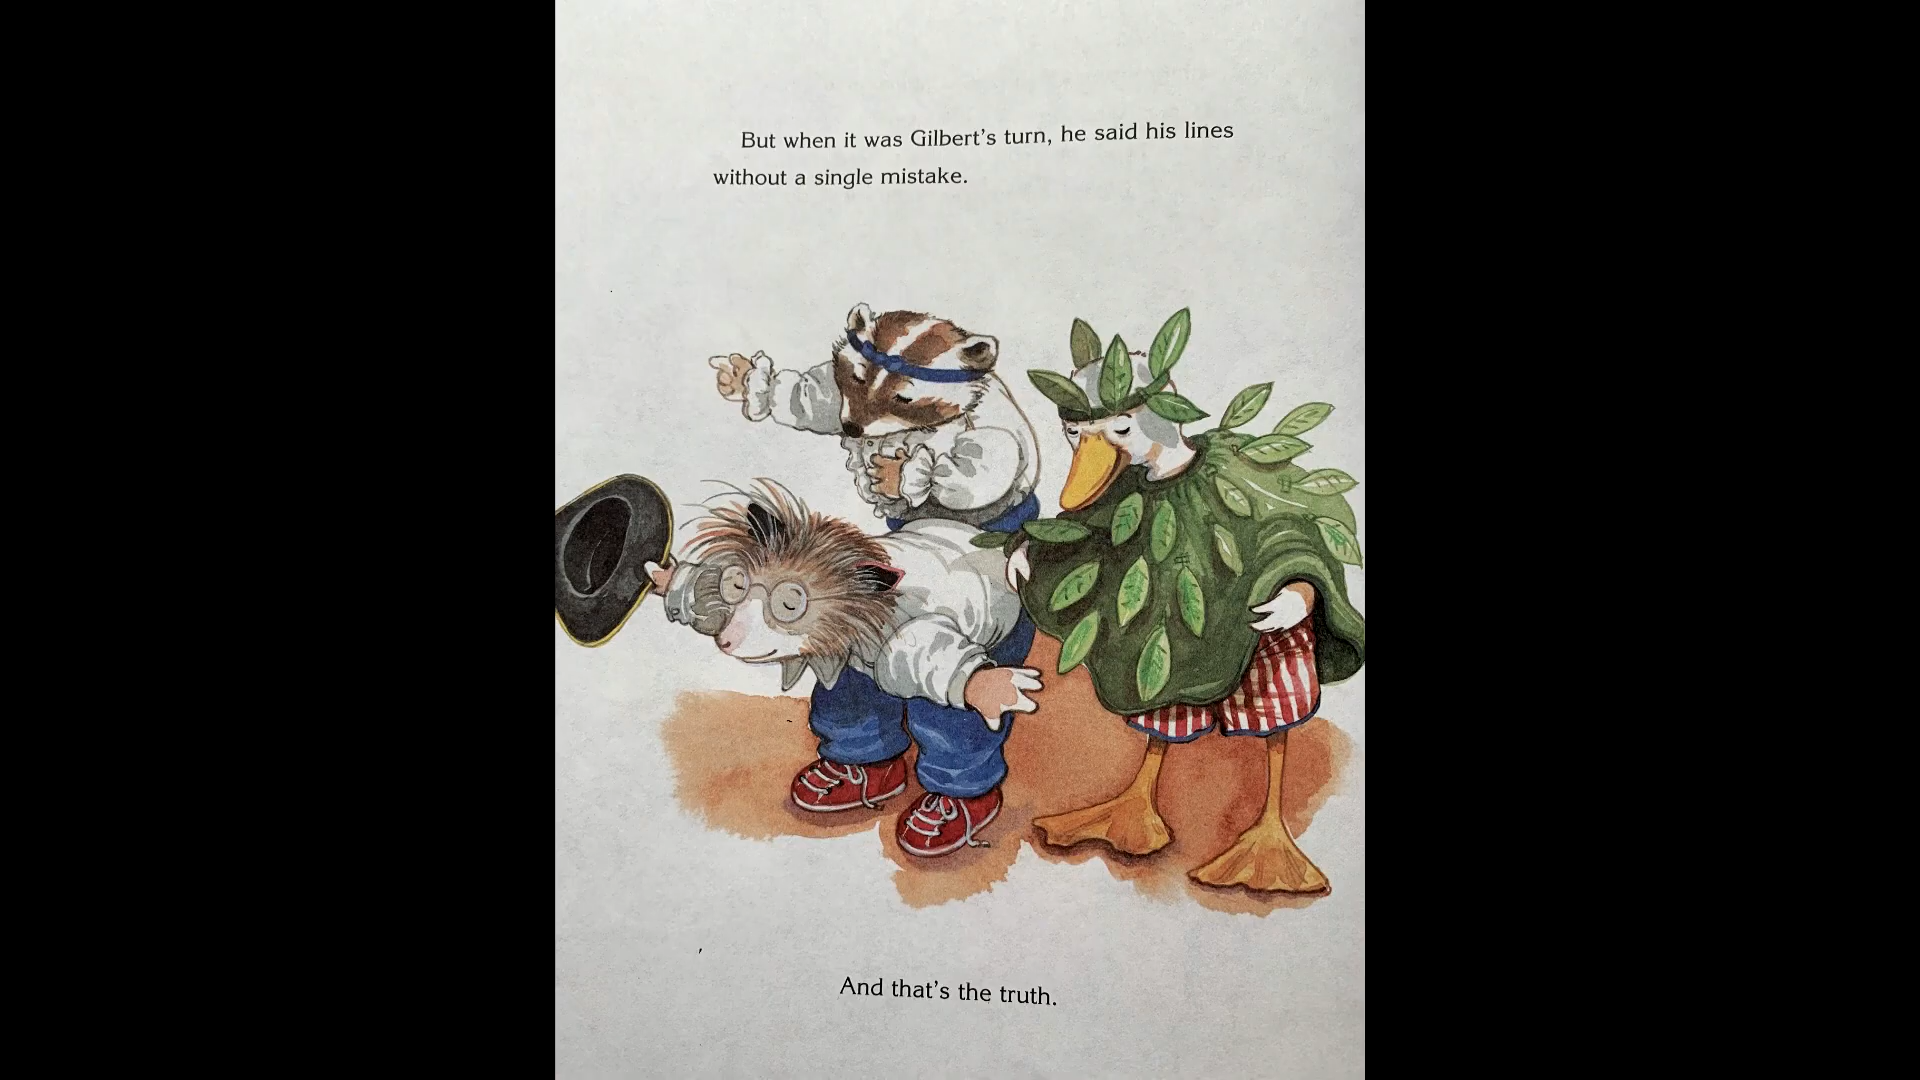 But when it was Gilbert's turn, he said his lines
without a single mistake.
And that's the truth.